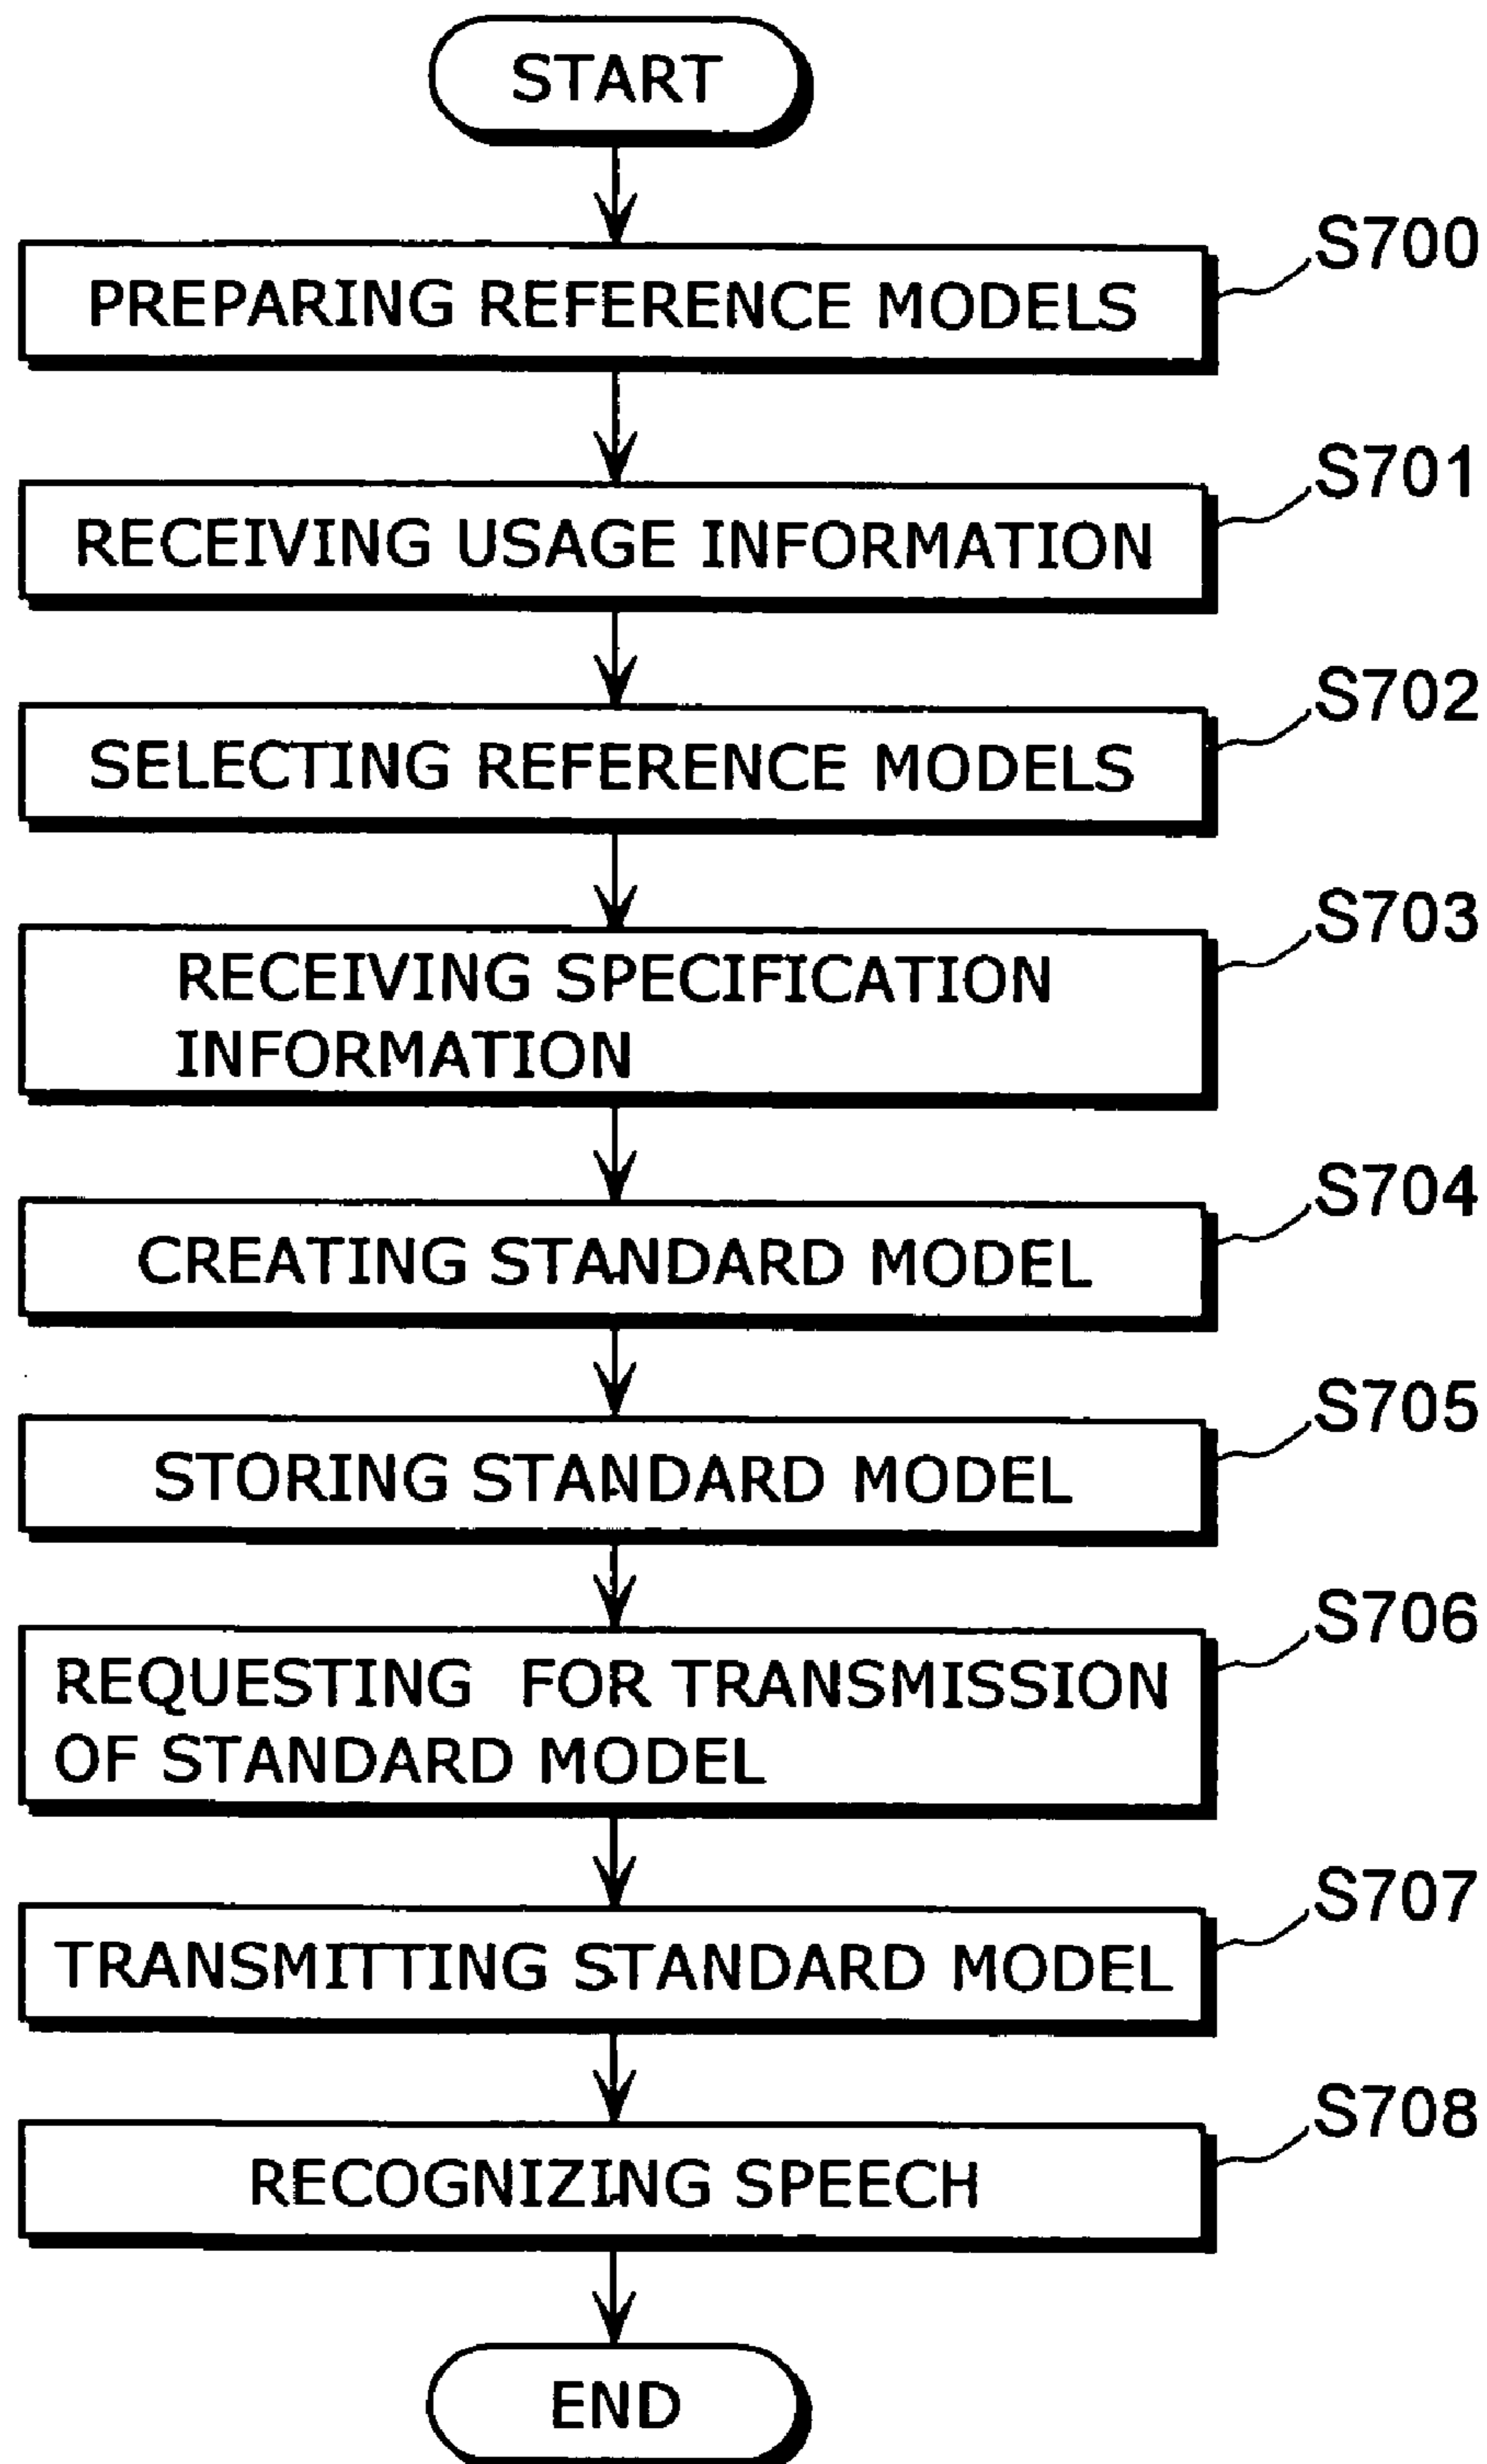 START
S700
PREPARING REFERENCE MODELS
S701
RECEIVING USAGE INFORMATION
S702
SELECTING REFERENCE MODELS
S703
RECEIVING SPECIFICATION
INFORMATION
S704
CREATING STANDARD MODEL
S705
STORING STANDARD MODEL
S706
REQUESTING FOR TRANSMISSION
OF STANDARD MODEL
S707
TRANSMITTING STANDARD MODEL
S708
RECOGNIZING SPEECH
END